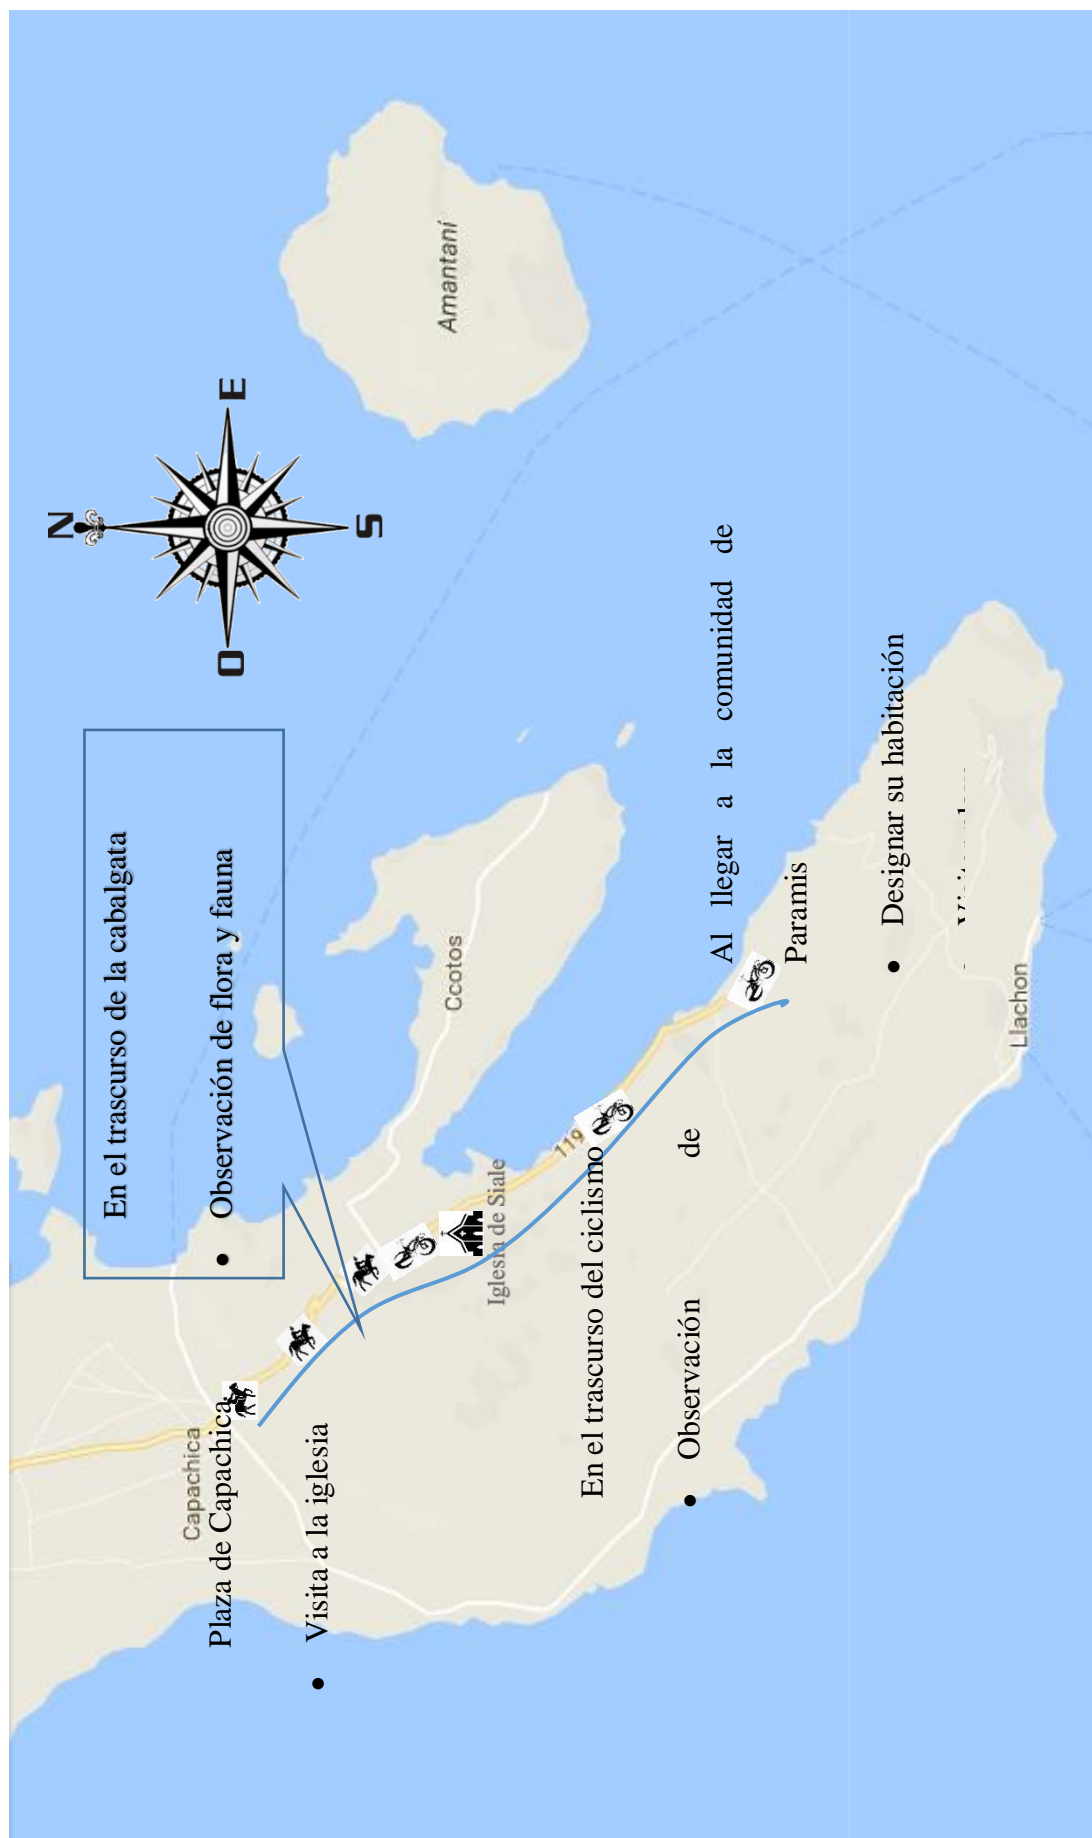 En el trascurso de la cabalgata
• Observación de flora y fauna
N
E
O
S
Capachica
Plaza de Capachica
• Visita a la iglesia
Amantaní
Ccotos
Iglesia de Siale
119
En el trascurso del ciclismo
• Observación de
Al llegar a la comunidad de
Paramis
• Designar su habitación
Llachon